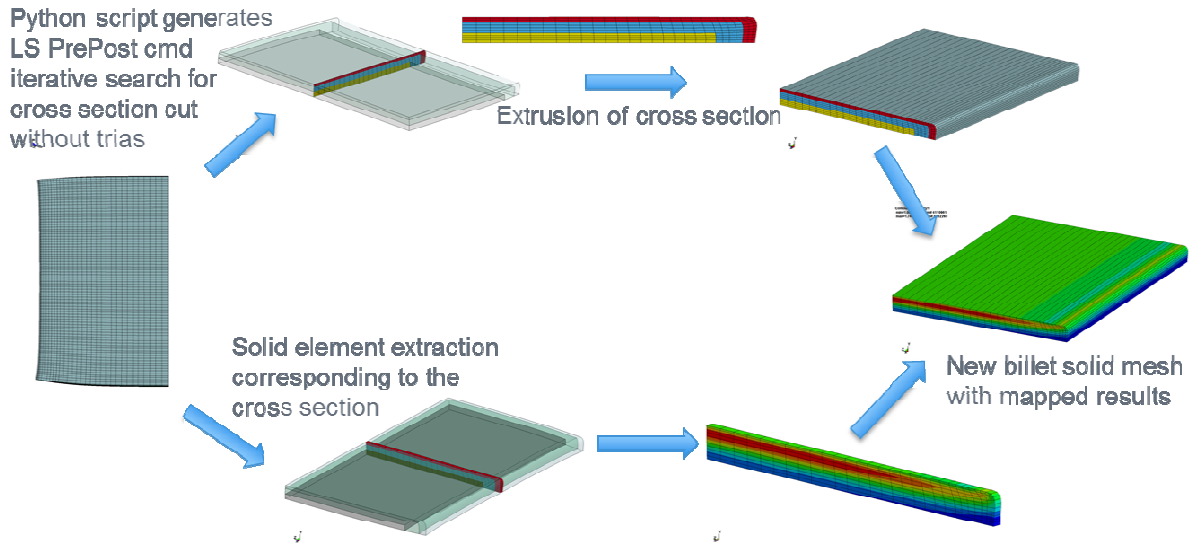 Python script generates
LS PrePost cmd
iterative search for
cross section cut
without trias
Extrusion of cross section
Solid element extraction
corresponding to the
cross section
New billet solid mesh
with mapped results